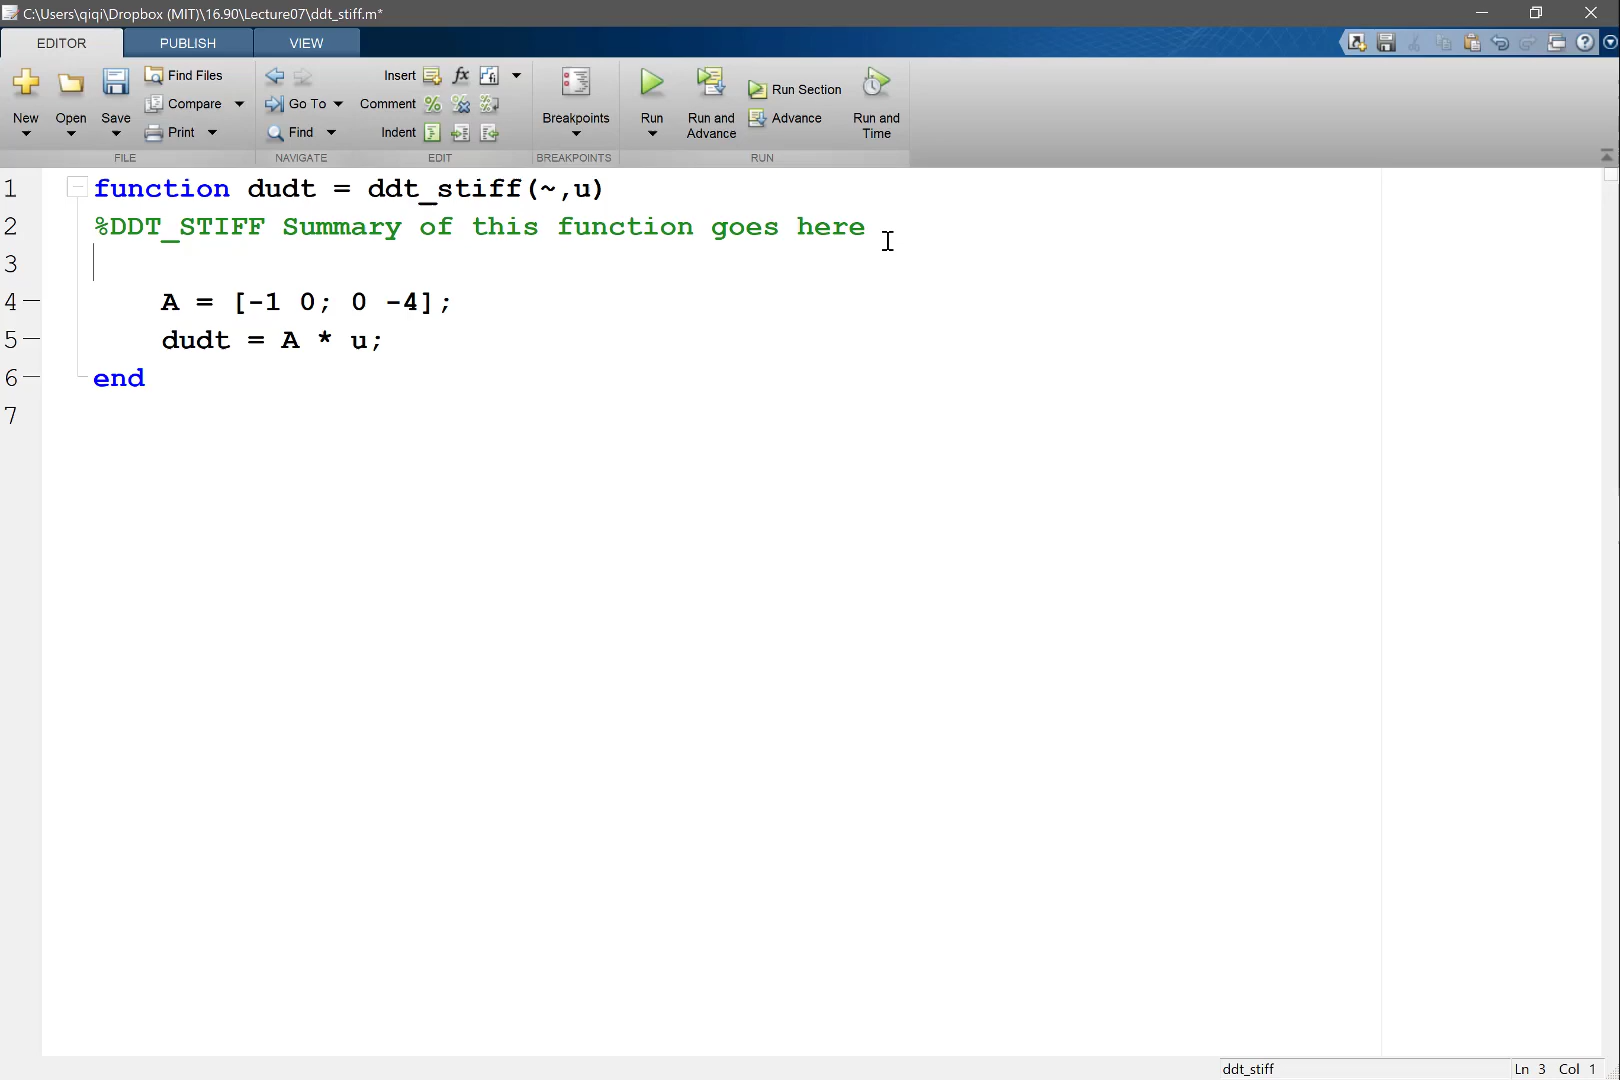 C:\Users\qiqi\Dropbox (MIT)\16.90\Lecture07\ddt_stiff.m*
EDITOR PUBLISH VIEW
New Open Save Find Files Compare Print
Go To Find
Insert fx fi
Comment
Indent
Breakpoints
Run Run and Advance Run Section Advance Run and Time
FILE NAVIGATE EDIT BREAKPOINTS RUN
1 function dudt = ddt_stiff(~,u)
2 %DDT_STIFF Summary of this function goes here
3
4 A = [-1 0; 0 -4];
5 dudt = A * u;
6 end
7
ddt_stiff Ln 3 Col 1